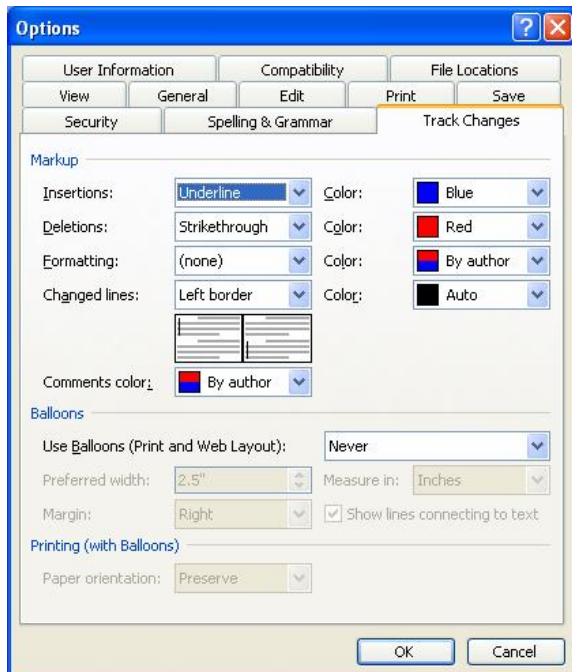 Options
User Information Compatibility File Locations
View General Edit Print Save
Security Spelling & Grammar Track Changes
Markup
Insertions: Underline Color: Blue
Deletions: Strikethrough Color: Red
Formatting: (none) Color: By author
Changed lines: Left border Color: Auto
Comments color: By author
Balloons
Use Balloons (Print and Web Layout): Never
Preferred width: 2.5" Measure in: Inches
Margin: Right Show lines connecting to text
Printing (with Balloons)
Paper orientation: Preserve
OK Cancel